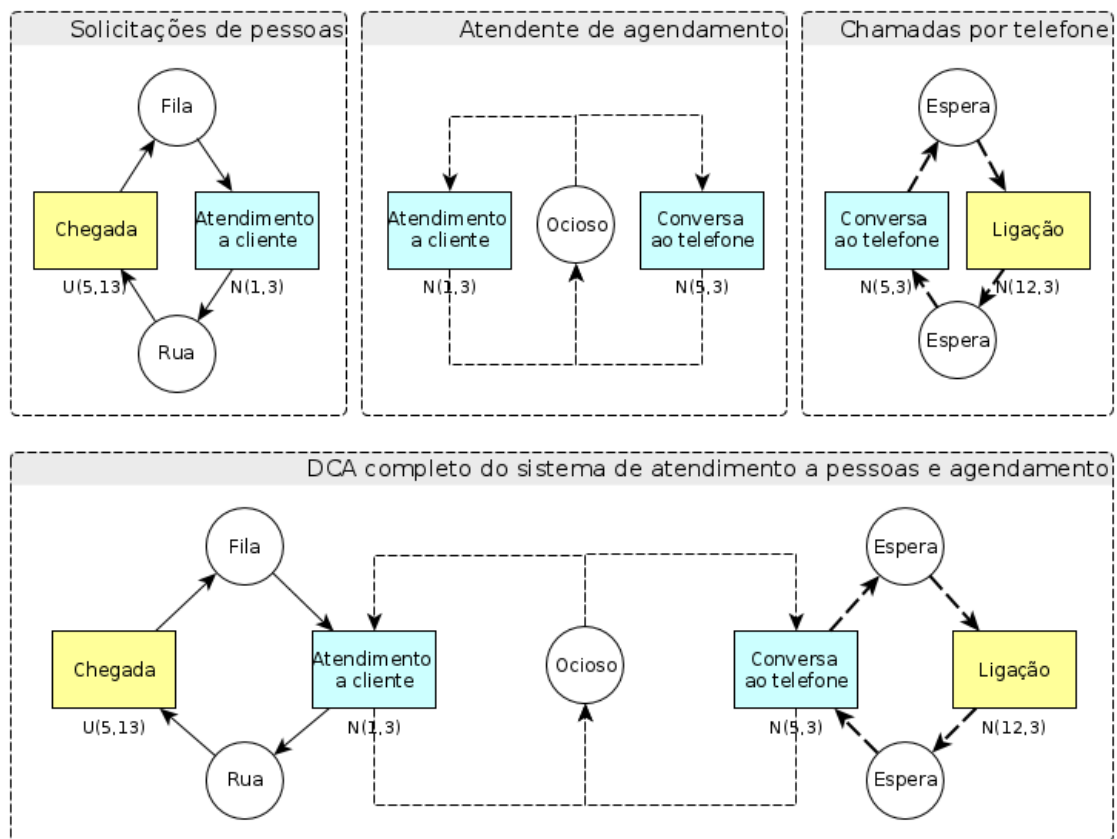 Solicitações de pessoas
Fila
Chegada
Atendimento
a cliente
U(5,13)
N(1,3)
Rua
Atendente de agendamento
Atendimento
a cliente
Ocioso
Conversa
ao telefone
N(1,3)
N(5,3)
Chamadas por telefone
Espera
Conversa
ao telefone
Ligação
N(5,3)
N(12,3)
Espera
DCA completo do sistema de atendimento a pessoas e agendamento
Fila
Espera
Chegada
Atendimento
a cliente
Ocioso
Conversa
ao telefone
Ligação
U(5,13)
N(1,3)
N(5,3)
N(12,3)
Rua
Espera